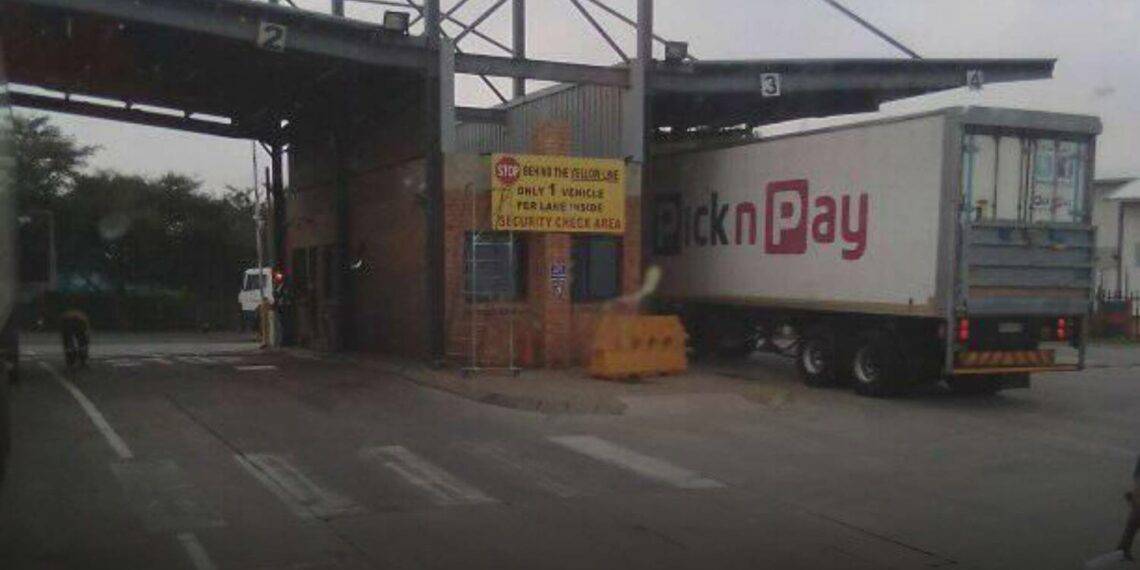 2
3
4
STOP BEHIND THE YELLOW LINE
ONLY 1 VEHICLE
PER LANE INSIDE
SECURITY CHECK AREA
Pick n Pay